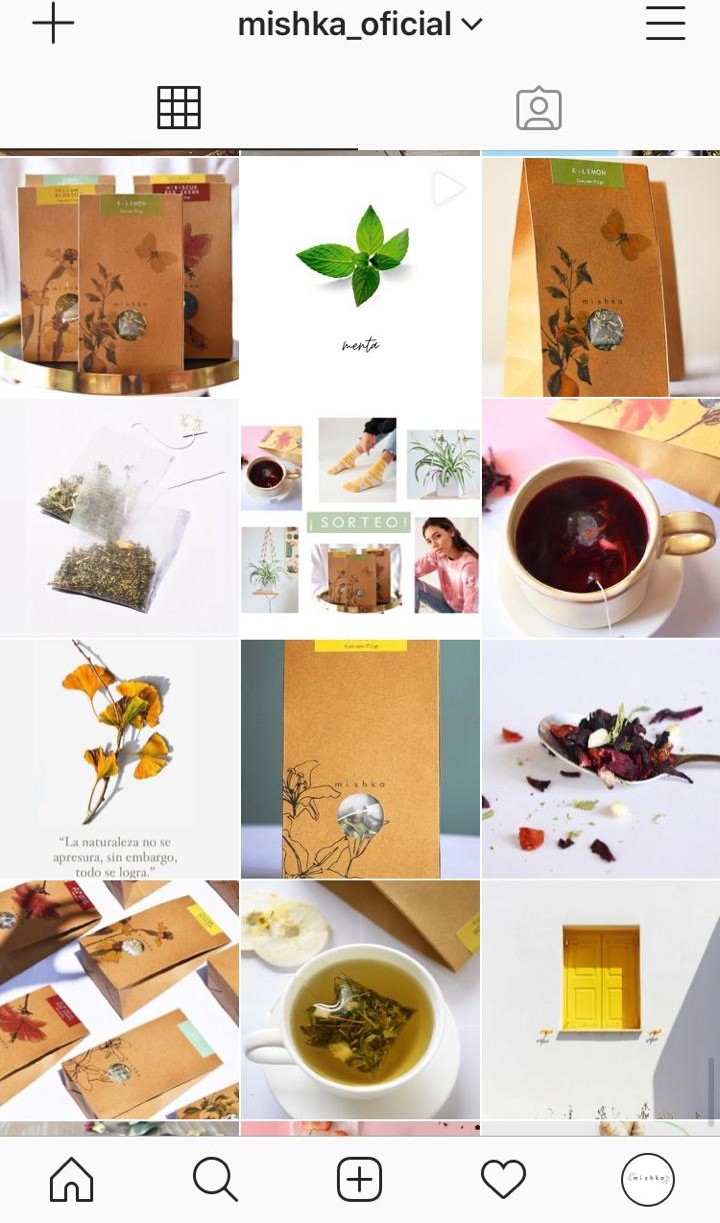 mishka_oficial
YELLOW
BLOSSOM
HIBISCUS
RED SEEDS
K-LEMON
mishka
menta
K-LEMON
mishka
¡SORTEO!
mishka
“La naturaleza no se
apresura, sin embargo,
todo se logra.”
mishka